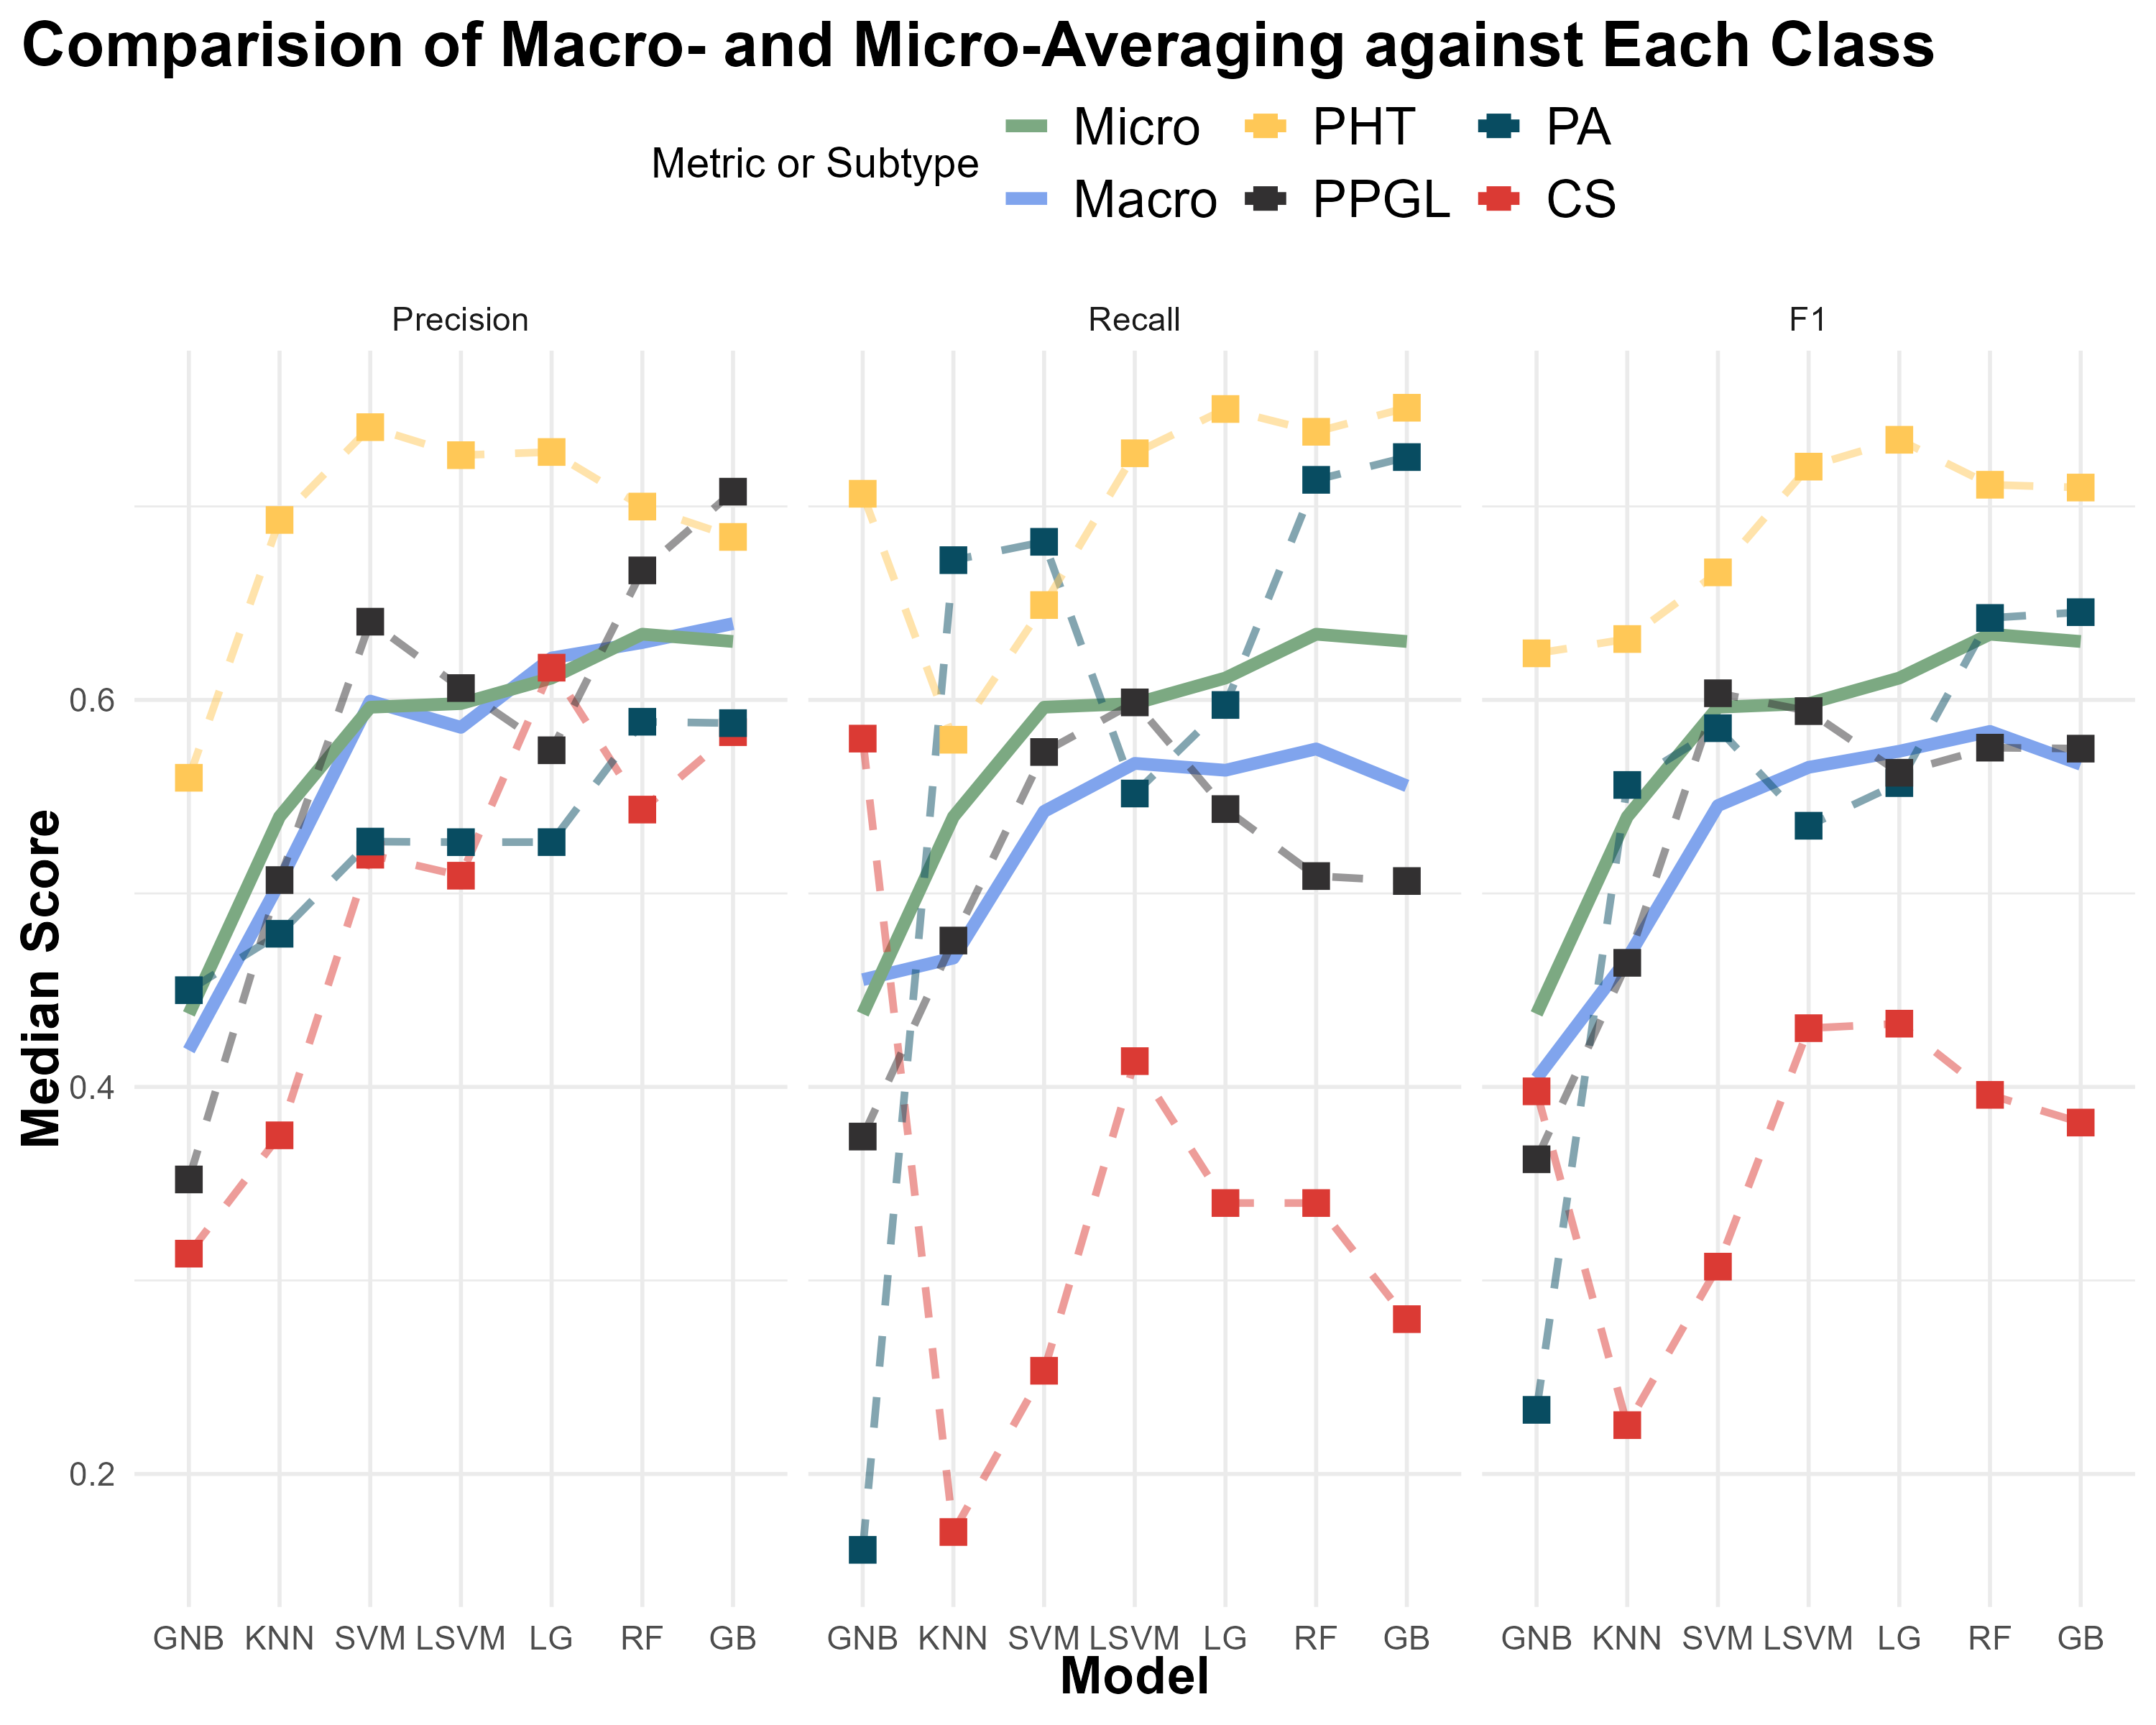 Comparision of Macro- and Micro-Averaging against Each Class
Metric or Subtype
Micro PHT PA
Macro PPGL CS
Precision Recall F1
Median Score
0.6
0.4
0.2
GNB KNN SVM LSVM LG RF GB GNB KNN SVM LSVM LG RF GB GNB KNN SVM LSVM LG RF GB
Model